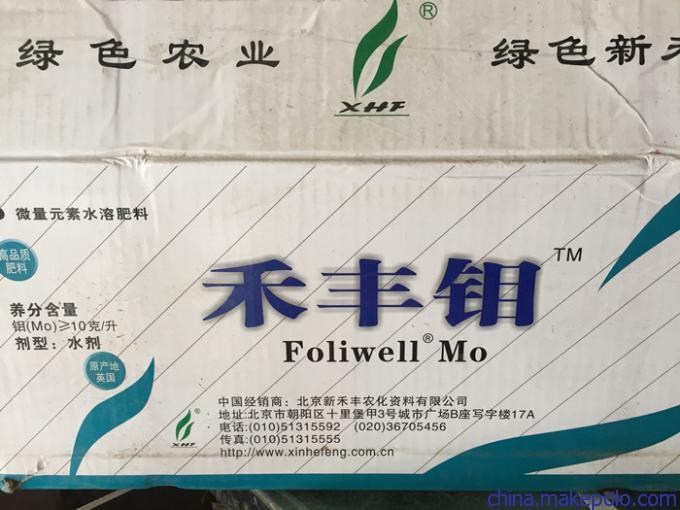 绿色农业
®
绿色新禾
XHF
微量元素水溶肥料
高品质
肥料
禾丰钼 TM
养分含量
钼(Mo)≥10克/升
剂型：水剂
Foliwell® Mo
原产地
英国
中国经销商：北京新禾丰农化资料有限公司
地址:北京市朝阳区十里堡甲3号城市广场B座写字楼17A
电话:(010)51315592 (020)36705456
传真:(010)51315555
http://www.xinhefeng.com.cn
XHF
china.makepolo.com